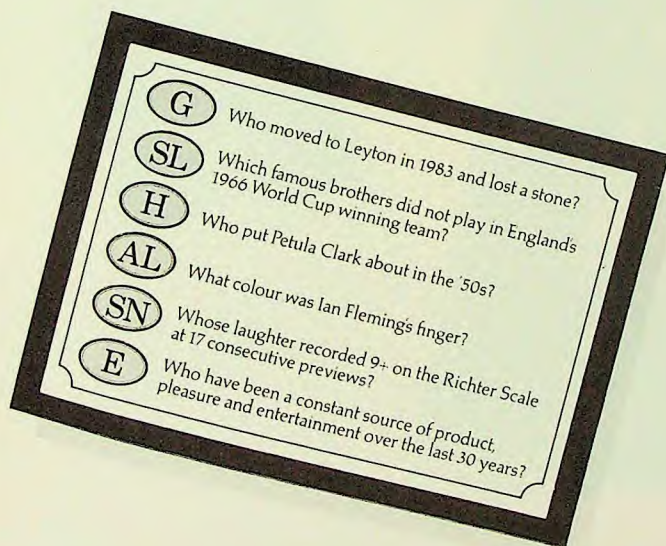 G Who moved to Leyton in 1983 and lost a stone?
SL Which famous brothers did not play in England's
1966 World Cup winning team?
H Who put Petula Clark about in the '50s?
AL What colour was Ian Fleming's finger?
SN Whose laughter recorded 9+ on the Richter Scale
at 17 consecutive previews?
E Who have been a constant source of product,
pleasure and entertainment over the last 30 years?